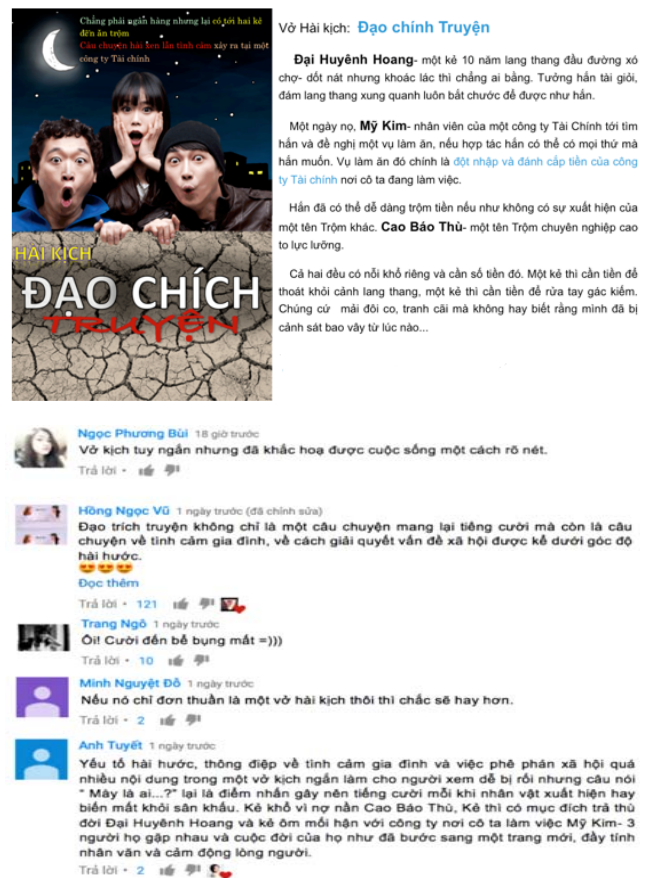 Chẳng phải ngân hàng nhưng lại có tới hai kẻ
đến ăn trộm
Câu chuyện hài xen lẫn tình cảm xảy ra tại một
công ty Tài chính
HÀI KỊCH
ĐẠO CHÍCH
TRUYỆN
Vở Hài kịch: Đạo chính Truyện
Đại Huyênh Hoang- một kẻ 10 năm lang thang đầu đường xó
chợ- dốt nát nhưng khoác lác thì chẳng ai bằng. Tưởng hắn tài giỏi,
đám lang thang xung quanh luôn bắt chước để được như hắn.
Một ngày nọ, Mỹ Kim- nhân viên của một công ty Tài Chính tới tìm
hắn và đề nghị một vụ làm ăn, nếu hợp tác hắn có thể có mọi thứ mà
hắn muốn. Vụ làm ăn đó chính là đột nhập và đánh cắp tiền của công
ty Tài chính nơi cô ta đang làm việc.
Hắn đã có thể dễ dàng trộm tiền nếu như không có sự xuất hiện của
một tên Trộm khác. Cao Báo Thù- một tên Trộm chuyên nghiệp cao
to lực lưỡng.
Cả hai đều có nỗi khổ riêng và cần số tiền đó. Một kẻ thì cần tiền để
thoát khỏi cảnh lang thang, một kẻ thì cần tiền để rửa tay gác kiếm.
Chúng cứ mải đôi co, tranh cãi mà không hay biết rằng mình đã bị
cảnh sát bao vây từ lúc nào...
Ngọc Phương Bùi 18 giờ trước
Vở kịch tuy ngắn nhưng đã khắc hoạ được cuộc sống một cách rõ nét.
Trả lời •
Hồng Ngọc Vũ 1 ngày trước (đã chỉnh sửa)
Đạo trích truyện không chỉ là một câu chuyện mang lại tiếng cười mà còn là câu
chuyện về tình cảm gia đình, về cách giải quyết vấn đề xã hội được kể dưới góc độ
hài hước.
😍😍😍
Đọc thêm
Trả lời • 121
Trang Ngô 1 ngày trước
Ôi! Cười đến bể bụng mất =)))
Trả lời • 10
Minh Nguyệt Đỗ 1 ngày trước
Nếu nó chỉ đơn thuần là một vở hài kịch thôi thì chắc sẽ hay hơn.
Trả lời • 2
Anh Tuyết 1 ngày trước
Yếu tố hài hước, thông điệp về tình cảm gia đình và việc phê phán xã hội quá
nhiều nội dung trong một vở kịch ngắn làm cho người xem dễ bị rối nhưng câu nói
" Mày là ai...?" lại là điểm nhấn gây nên tiếng cười mỗi khi nhân vật xuất hiện hay
biến mất khỏi sân khấu. Kẻ khổ vì nợ nần Cao Báo Thù, Kẻ thì có mục đích trả thù
đời Đại Huyênh Hoang và kẻ ôm mối hận với công ty nơi cô ta làm việc Mỹ Kim- 3
người họ gặp nhau và cuộc đời của họ như đã bước sang một trang mới, đầy tính
nhân văn và cảm động lòng người.
Trả lời • 2